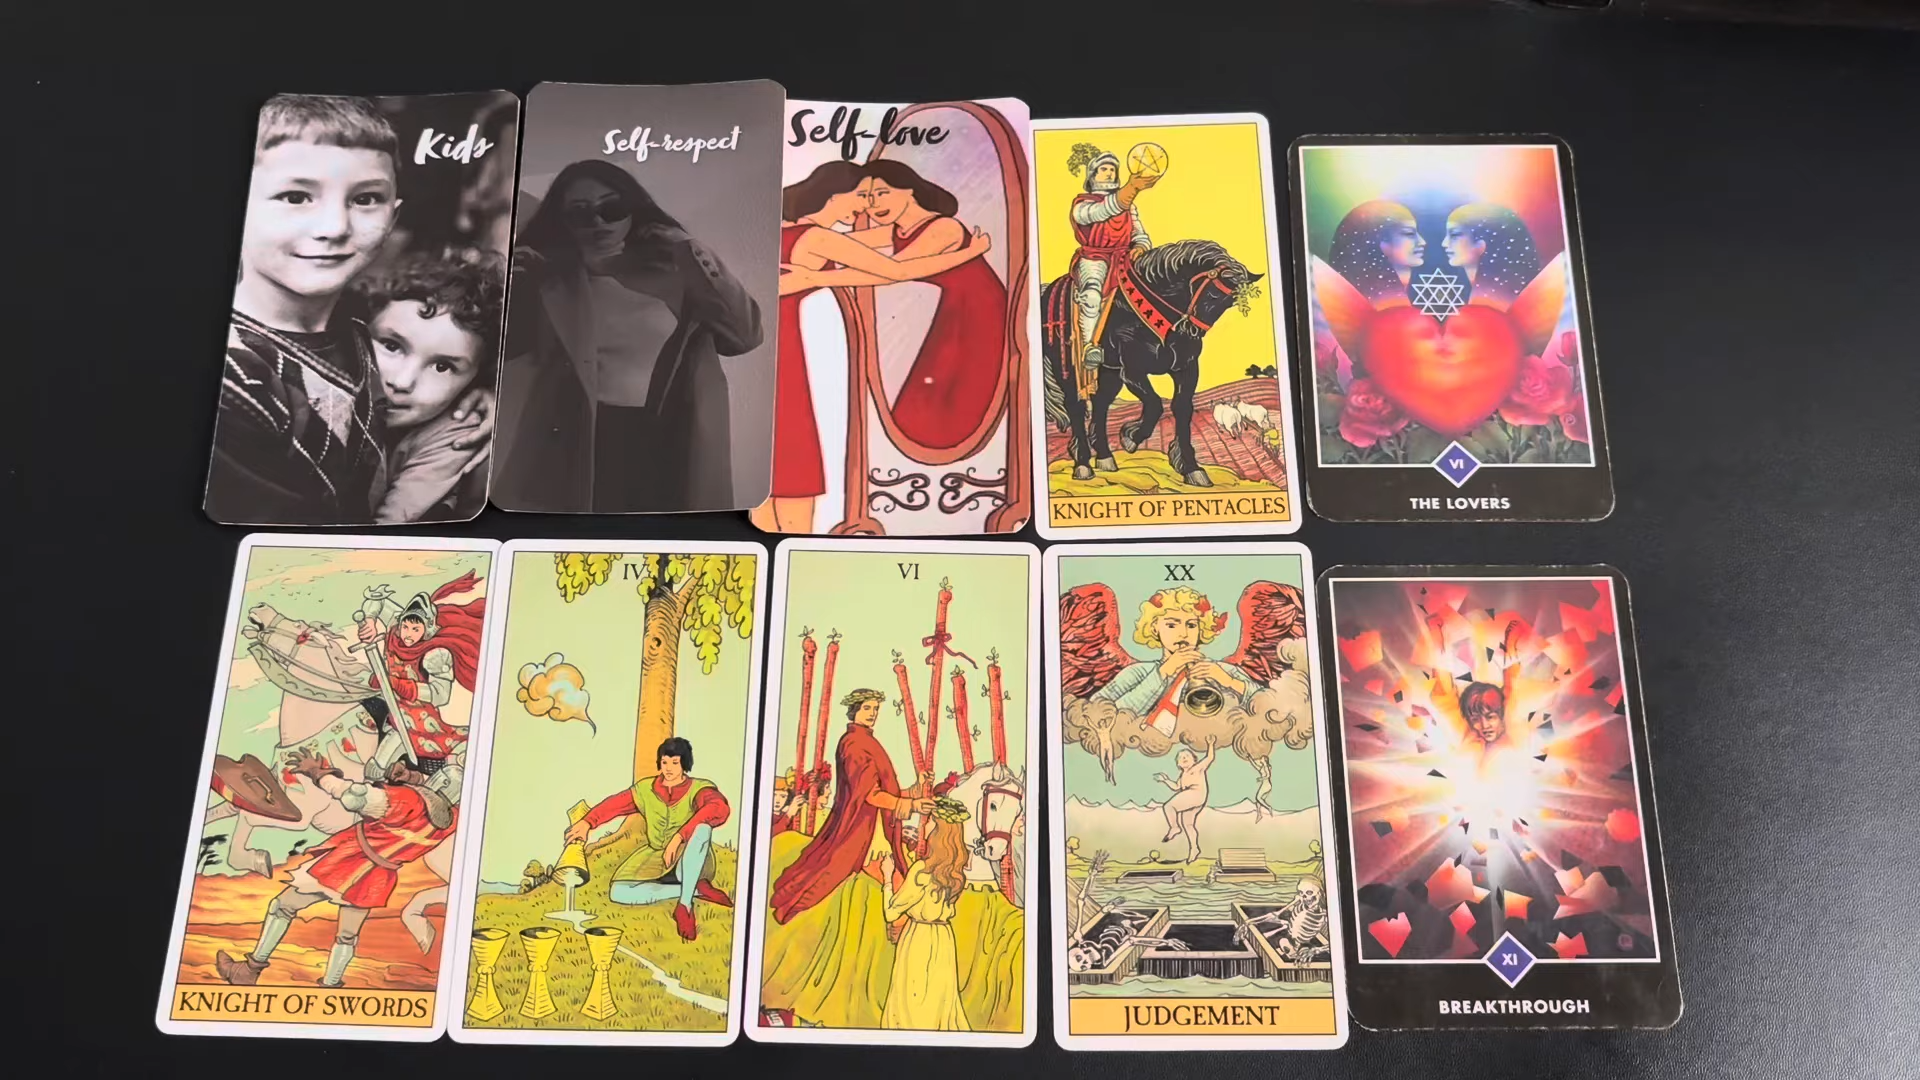 Kids
Self-respect
Self-love
KNIGHT OF PENTACLES
VI
THE LOVERS
KNIGHT OF SWORDS
IV
VI
XX
JUDGEMENT
XI
BREAKTHROUGH